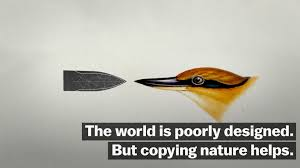 The world is poorly designed.
But copying nature helps.